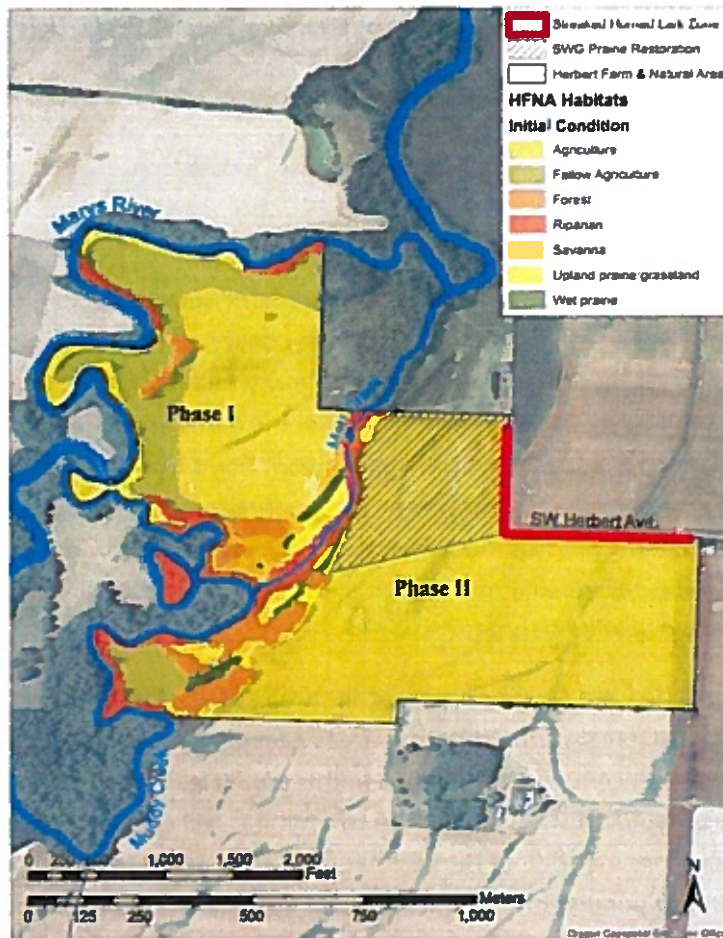 Streaked Horned Lark Zone
SWG Prairie Restoration
Herbert Farm & Natural Area
HFNA Habitats
Initial Condition
Agriculture
Fallow Agriculture
Forest
Riparian
Savanna
Upland prairie/grassland
Wet prairie
Marys River
Phase I
SW Herbert Ave.
Phase II
Muddy Creek
0 250 500 1,000 1,500 2,000
Feet
Meters
0 125 250 500 750 1,000
N